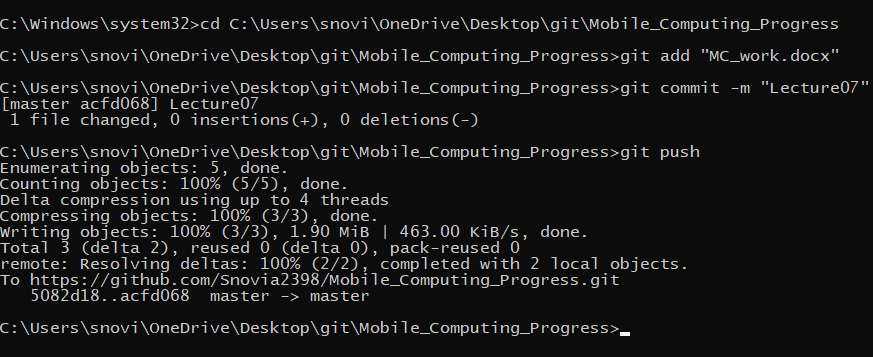 C:\Windows\system32>cd C:\Users\snovi\OneDrive\Desktop\git\Mobile_Computing_Progress
C:\Users\snovi\OneDrive\Desktop\git\Mobile_Computing_Progress>git add "MC_work.docx"
C:\Users\snovi\OneDrive\Desktop\git\Mobile_Computing_Progress>git commit -m "Lecture07"
[master acfd068] Lecture07
 1 file changed, 0 insertions(+), 0 deletions(-)
C:\Users\snovi\OneDrive\Desktop\git\Mobile_Computing_Progress>git push
Enumerating objects: 5, done.
Counting objects: 100% (5/5), done.
Delta compression using up to 4 threads
Compressing objects: 100% (3/3), done.
Writing objects: 100% (3/3), 1.90 MiB | 463.00 KiB/s, done.
Total 3 (delta 2), reused 0 (delta 0), pack-reused 0
remote: Resolving deltas: 100% (2/2), completed with 2 local objects.
To https://github.com/Snovia2398/Mobile_Computing_Progress.git
   5082d18..acfd068  master -> master
C:\Users\snovi\OneDrive\Desktop\git\Mobile_Computing_Progress>